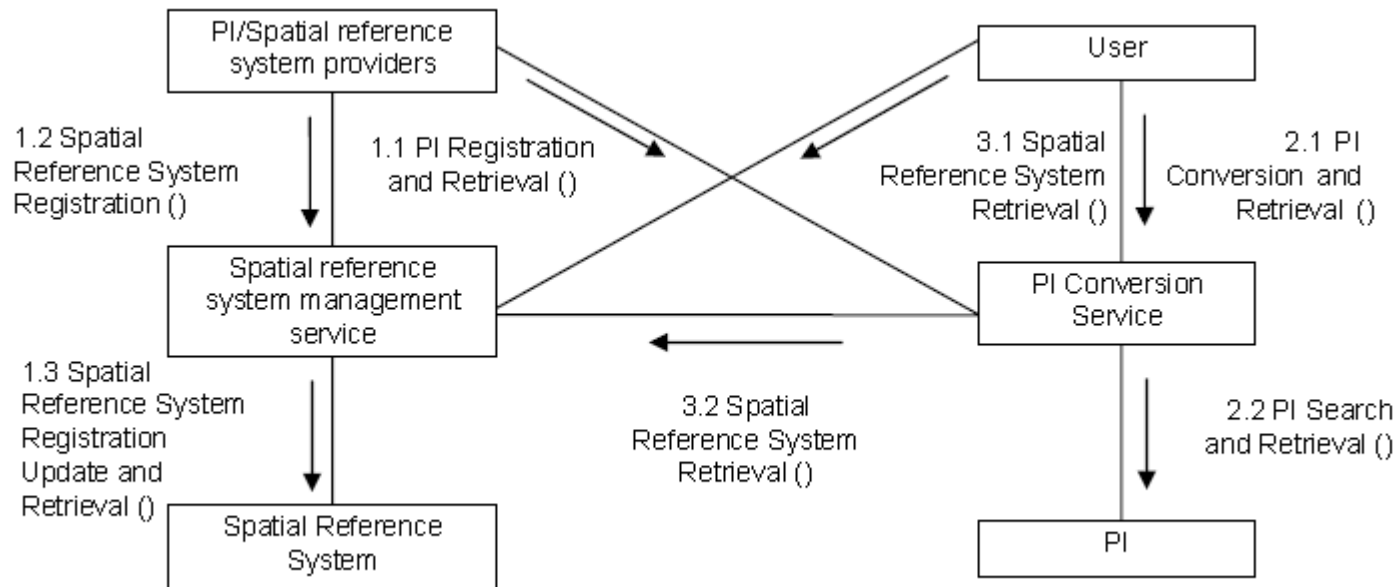 PI/Spatial reference
system providers
User
1.2 Spatial
Reference System
Registration ()
1.1 PI Registration
and Retrieval ()
3.1 Spatial
Reference System
Retrieval ()
2.1 PI
Conversion and
Retrieval ()
Spatial reference
system management
service
PI Conversion
Service
1.3 Spatial
Reference System
Registration
Update and
Retrieval ()
3.2 Spatial
Reference System
Retrieval ()
2.2 PI Search
and Retrieval ()
Spatial Reference
System
PI